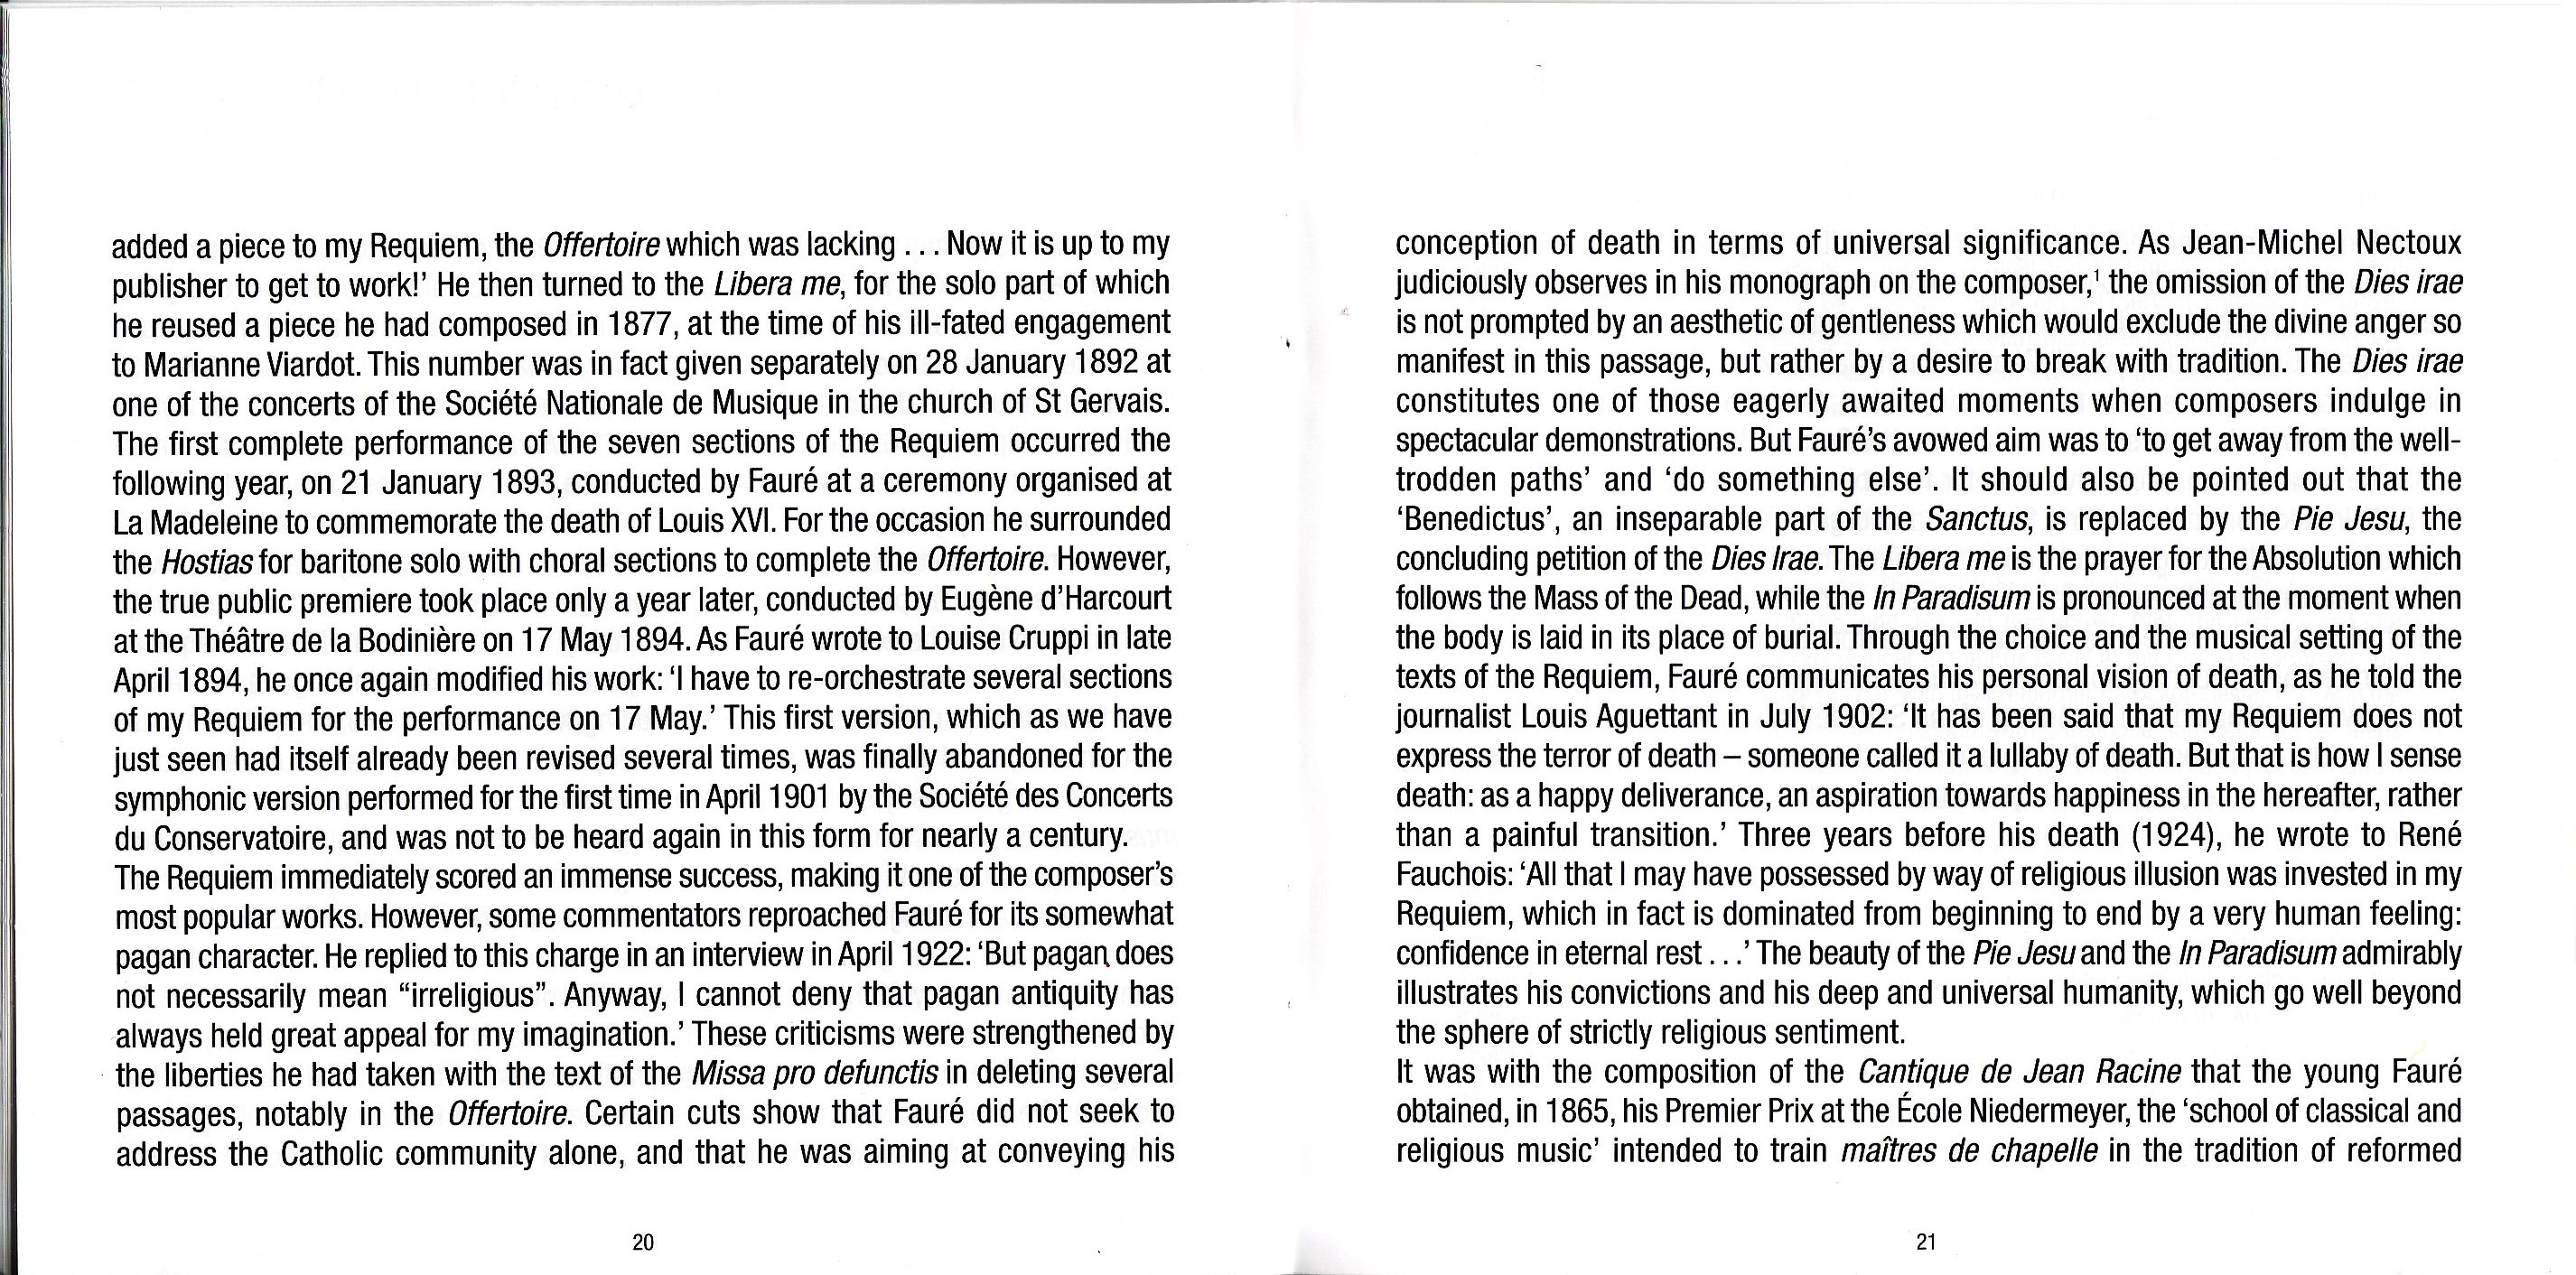 added a piece to my Requiem, the Offertoire which was lacking . . . Now it is up to my
publisher to get to work!’ He then turned to the Libera me, for the solo part of which
he reused a piece he had composed in 1877, at the time of his ill-fated engagement
to Marianne Viardot. This number was in fact given separately on 28 January 1892 at
one of the concerts of the Société Nationale de Musique in the church of St Gervais.
The first complete performance of the seven sections of the Requiem occurred the
following year, on 21 January 1893, conducted by Fauré at a ceremony organised at
La Madeleine to commemorate the death of Louis XVI. For the occasion he surrounded
the Hostias for baritone solo with choral sections to complete the Offertoire. However,
the true public premiere took place only a year later, conducted by Eugène d’Harcourt
at the Théâtre de la Bodinière on 17 May 1894. As Fauré wrote to Louise Cruppi in late
April 1894, he once again modified his work: ‘I have to re-orchestrate several sections
of my Requiem for the performance on 17 May.’ This first version, which as we have
just seen had itself already been revised several times, was finally abandoned for the
symphonic version performed for the first time in April 1901 by the Société des Concerts
du Conservatoire, and was not to be heard again in this form for nearly a century.
The Requiem immediately scored an immense success, making it one of the composer’s
most popular works. However, some commentators reproached Fauré for its somewhat
pagan character. He replied to this charge in an interview in April 1922: ‘But pagan does
not necessarily mean “irreligious”. Anyway, I cannot deny that pagan antiquity has
always held great appeal for my imagination.’ These criticisms were strengthened by
the liberties he had taken with the text of the Missa pro defunctis in deleting several
passages, notably in the Offertoire. Certain cuts show that Fauré did not seek to
address the Catholic community alone, and that he was aiming at conveying his
20
conception of death in terms of universal significance. As Jean-Michel Nectoux
judiciously observes in his monograph on the composer,¹ the omission of the Dies irae
is not prompted by an aesthetic of gentleness which would exclude the divine anger so
manifest in this passage, but rather by a desire to break with tradition. The Dies irae
constitutes one of those eagerly awaited moments when composers indulge in
spectacular demonstrations. But Fauré’s avowed aim was to ‘to get away from the well-
trodden paths’ and ‘do something else’. It should also be pointed out that the
‘Benedictus’, an inseparable part of the Sanctus, is replaced by the Pie Jesu, the
concluding petition of the Dies Irae. The Libera me is the prayer for the Absolution which
follows the Mass of the Dead, while the In Paradisum is pronounced at the moment when
the body is laid in its place of burial. Through the choice and the musical setting of the
texts of the Requiem, Fauré communicates his personal vision of death, as he told the
journalist Louis Aguettant in July 1902: ‘It has been said that my Requiem does not
express the terror of death – someone called it a lullaby of death. But that is how I sense
death: as a happy deliverance, an aspiration towards happiness in the hereafter, rather
than a painful transition.’ Three years before his death (1924), he wrote to René
Fauchois: ‘All that I may have possessed by way of religious illusion was invested in my
Requiem, which in fact is dominated from beginning to end by a very human feeling:
confidence in eternal rest . . .’ The beauty of the Pie Jesu and the In Paradisum admirably
illustrates his convictions and his deep and universal humanity, which go well beyond
the sphere of strictly religious sentiment.
It was with the composition of the Cantique de Jean Racine that the young Fauré
obtained, in 1865, his Premier Prix at the École Niedermeyer, the ‘school of classical and
religious music’ intended to train maîtres de chapelle in the tradition of reformed
21